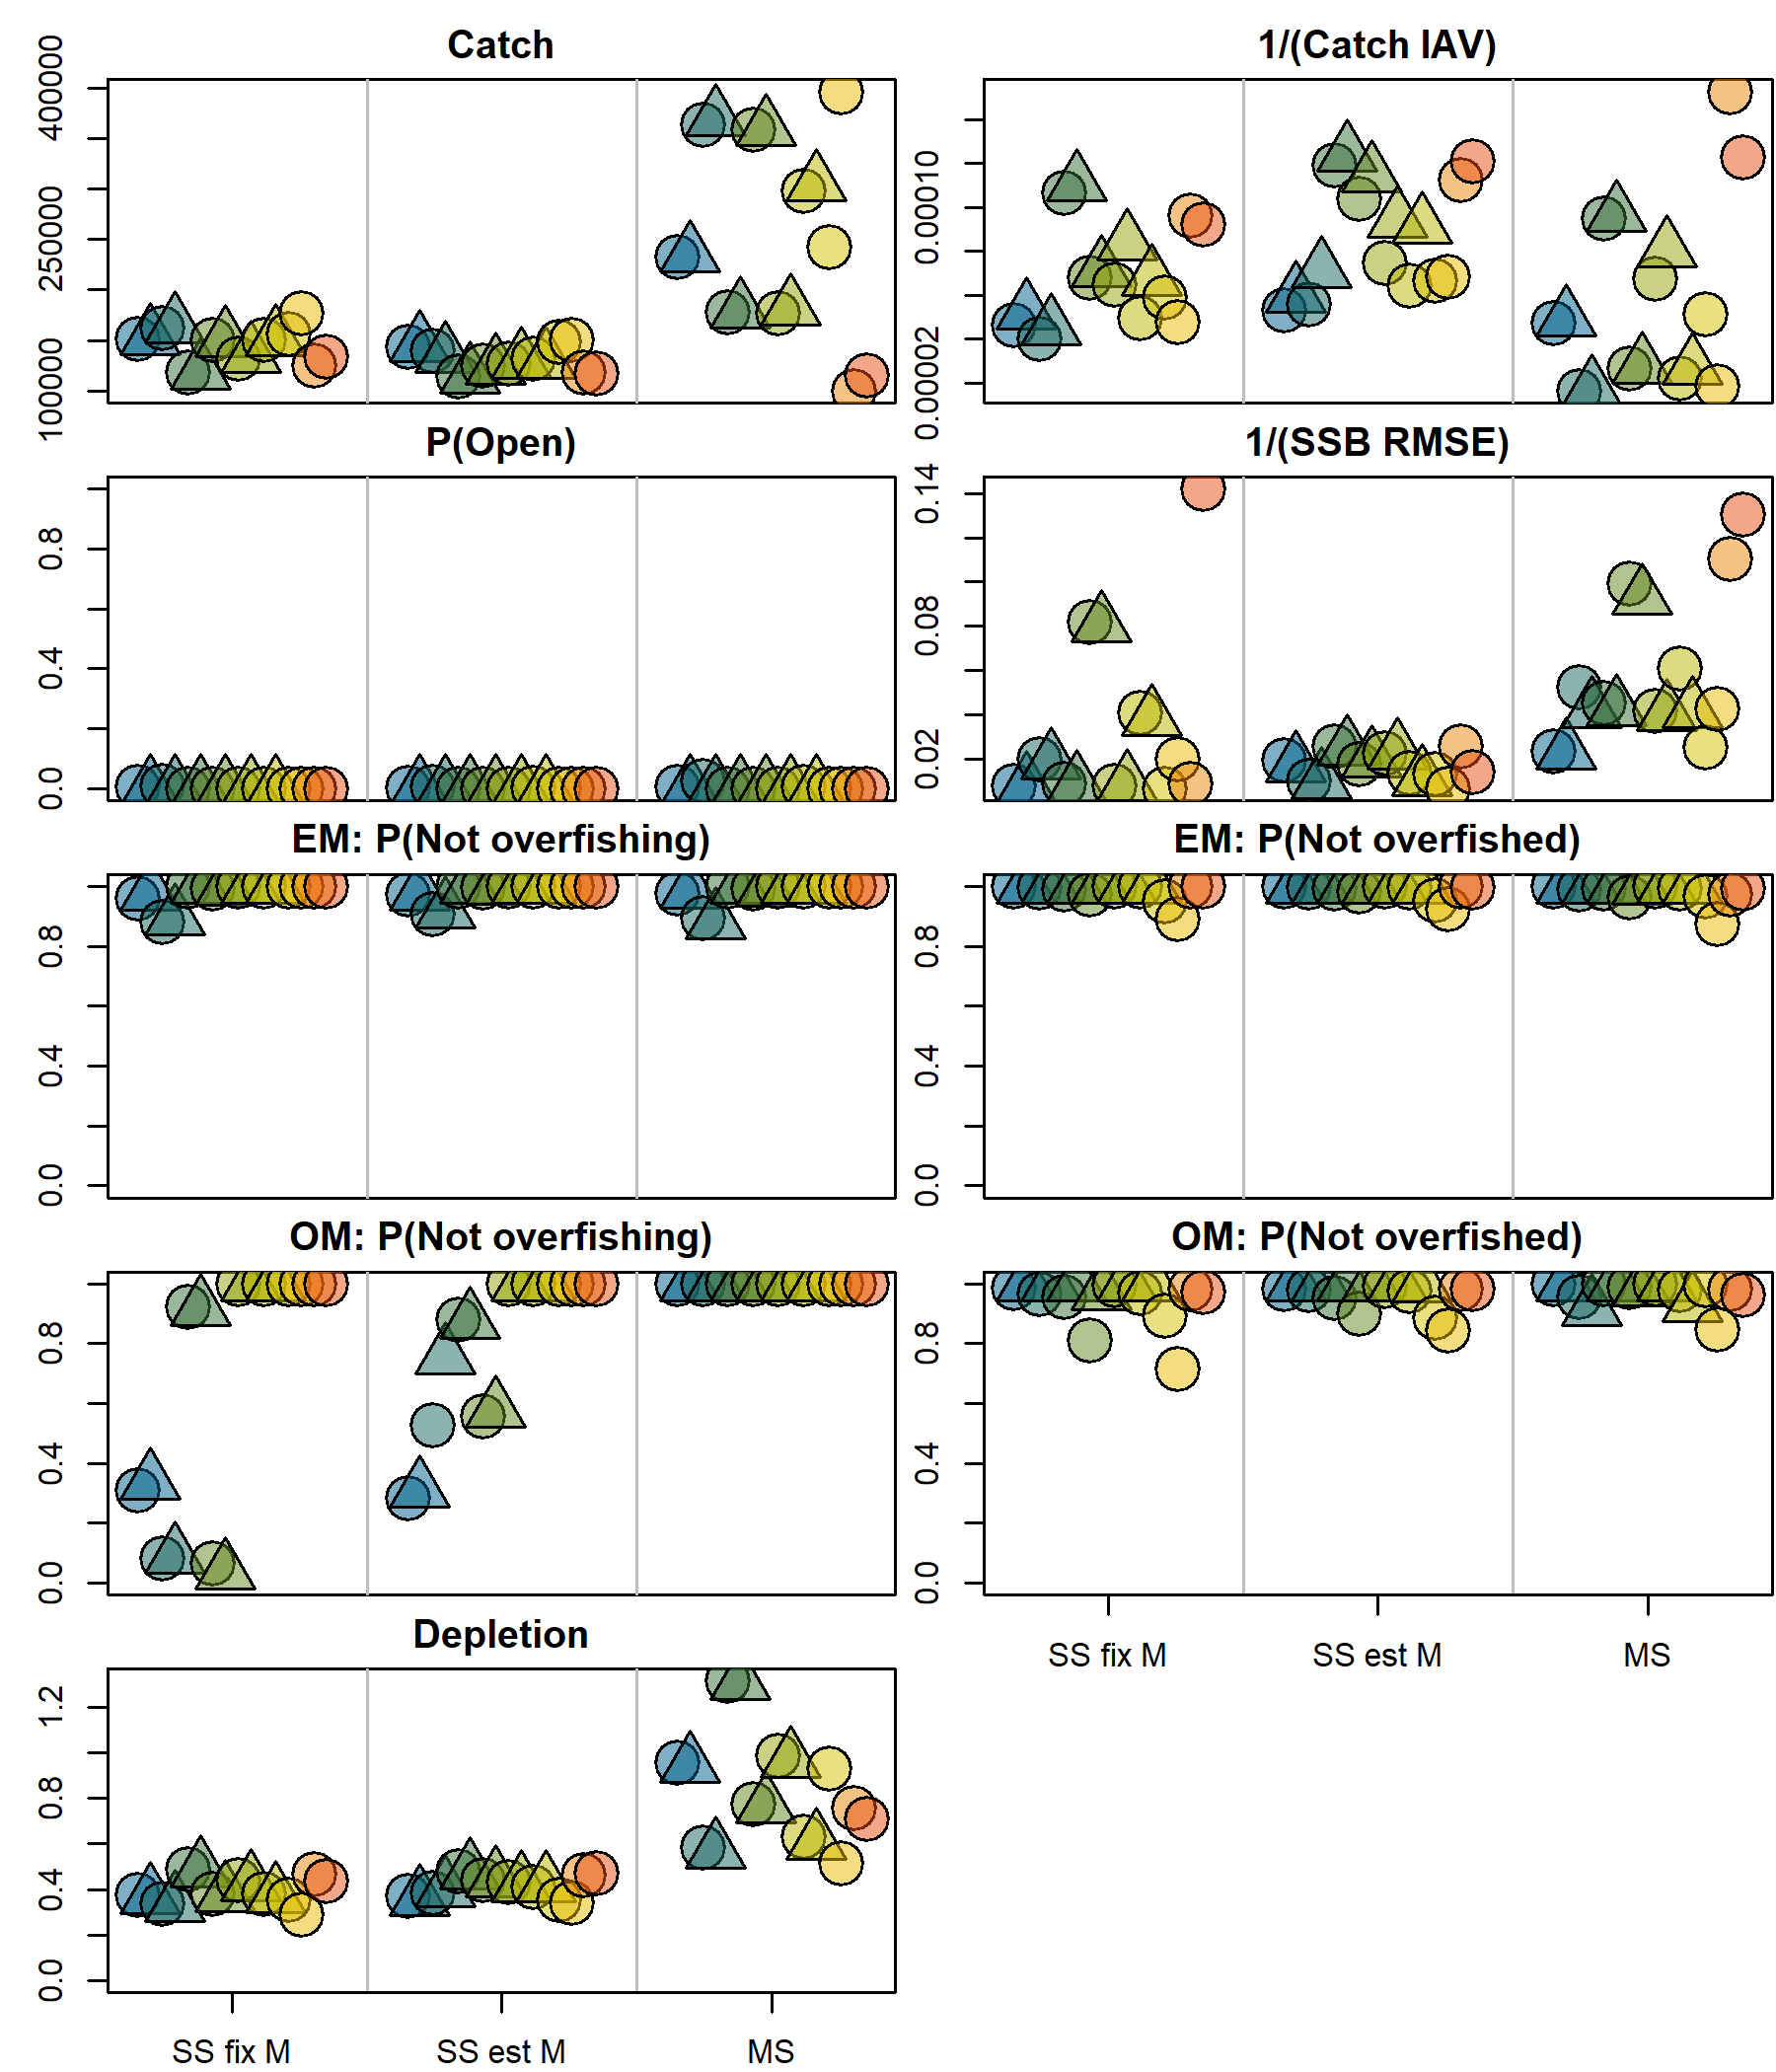 Catch
400000
250000
100000
1/(Catch IAV)
0.00010
0.00002
P(Open)
0.8
0.4
0.0
1/(SSB RMSE)
0.14
0.08
0.02
EM: P(Not overfishing)
0.8
0.4
0.0
EM: P(Not overfished)
0.8
0.4
0.0
OM: P(Not overfishing)
0.8
0.4
0.0
OM: P(Not overfished)
0.8
0.4
0.0
SS fix M SS est M MS
Depletion
1.2
0.8
0.4
0.0
SS fix M SS est M MS